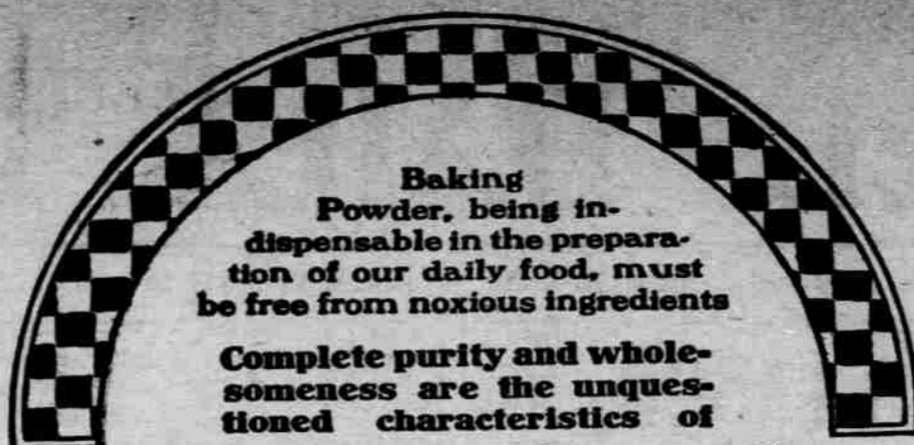 Baking
Powder, being in-
dispensable in the prepara-
tion of our daily food, must
be free from noxious ingredients
Complete purity and whole-
someness are the unques-
tioned characteristics of